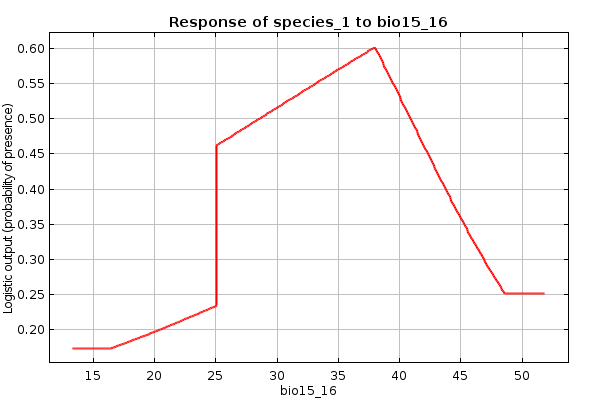 Response of species_1 to bio15_16
Logistic output (probability of presence)
0.60
0.55
0.50
0.45
0.40
0.35
0.30
0.25
0.20
15 20 25 30 35 40 45 50
bio15_16